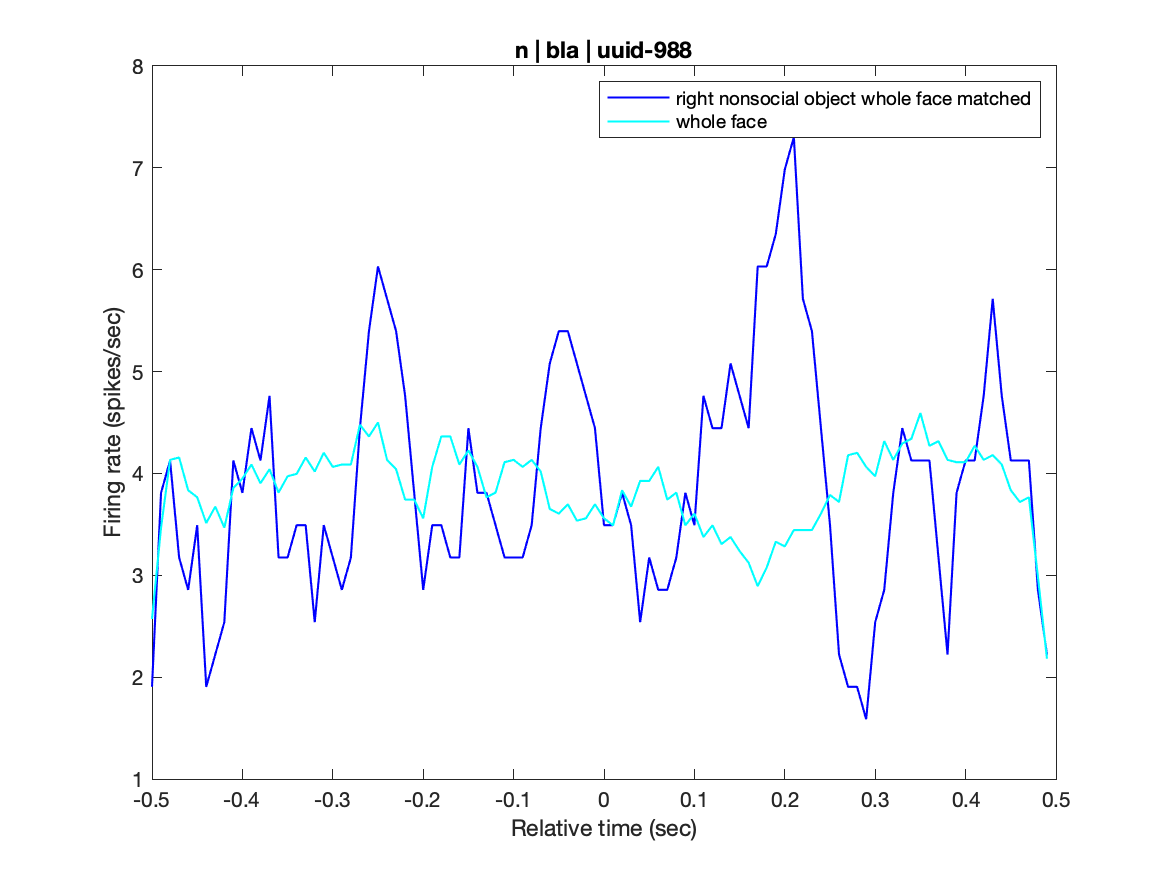 n | bla | uuid-988
right nonsocial object whole face matched
whole face
Firing rate (spikes/sec)
8
7
6
5
4
3
2
1
-0.5 -0.4 -0.3 -0.2 -0.1 0 0.1 0.2 0.3 0.4 0.5
Relative time (sec)